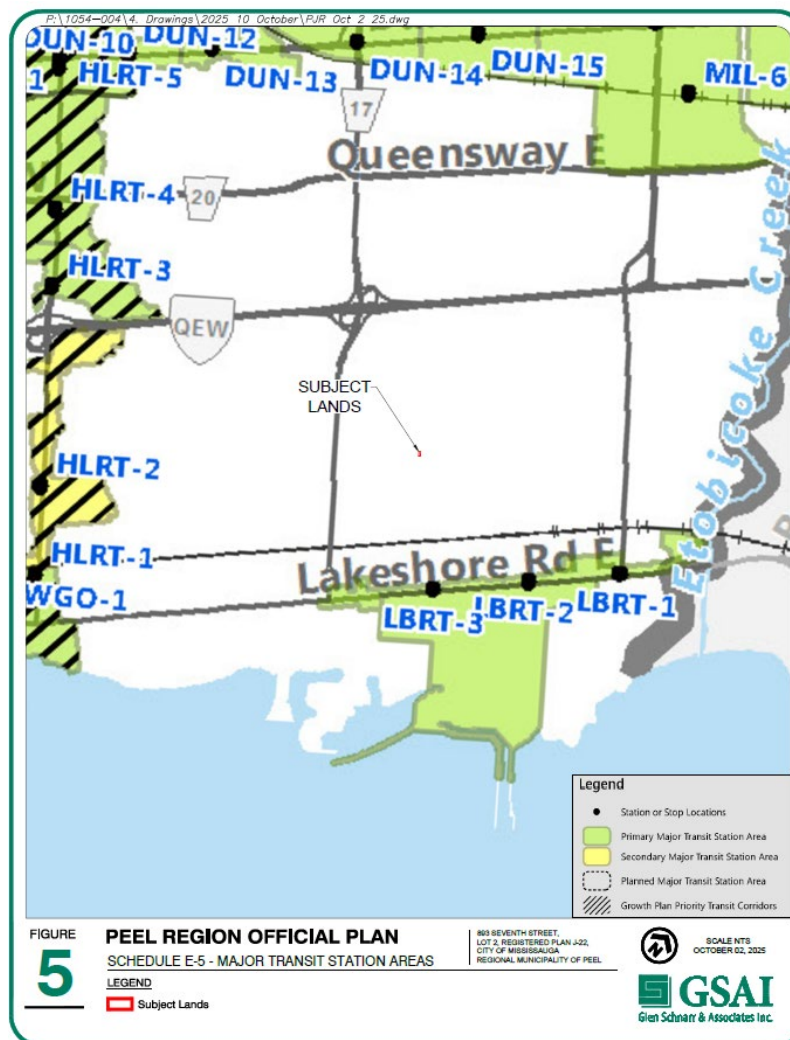 P:\1054-004\4. Drawings\2025 10 October\PJR Oct 2 25.dwg
DUN-10
DUN-12
1
HLRT-5
DUN-13
DUN-14
DUN-15
MIL-6
17
Queensway E
HLRT-4
20
HLRT-3
QEW
Etobicoke Creek
SUBJECT
LANDS
HLRT-2
HLRT-1
WGO-1
Lakeshore Rd E
LBRT-3
LBRT-2
LBRT-1
Legend
Station or Stop Locations
Primary Major Transit Station Area
Secondary Major Transit Station Area
Planned Major Transit Station Area
Growth Plan Priority Transit Corridors
FIGURE
5
PEEL REGION OFFICIAL PLAN
SCHEDULE E-5 - MAJOR TRANSIT STATION AREAS
LEGEND
Subject Lands
893 SEVENTH STREET,
LOT 2, REGISTERED PLAN J-22,
CITY OF MISSISSAUGA
REGIONAL MUNICIPALITY OF PEEL
SCALE NTS
OCTOBER 02, 2025
GSAI
Glen Schnarr & Associates Inc.